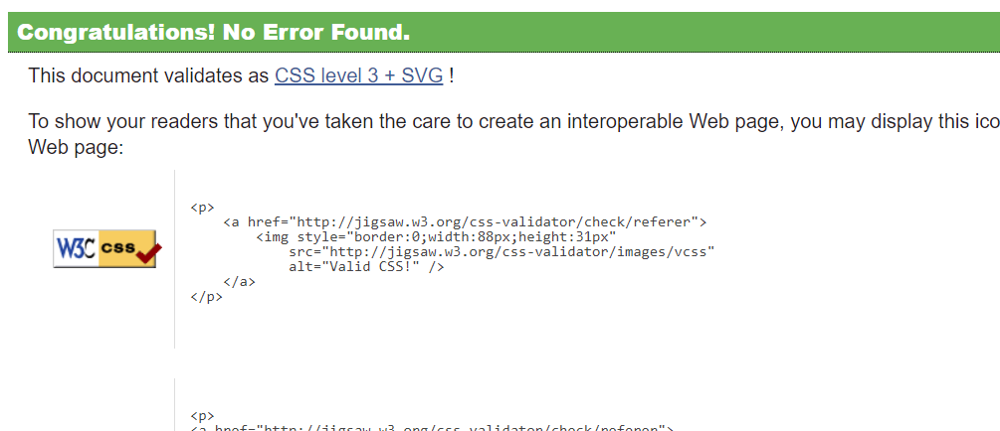 Congratulations! No Error Found.
This document validates as CSS level 3 + SVG !
To show your readers that you've taken the care to create an interoperable Web page, you may display this ico
Web page:
W3C css
<p>
<a href="http://jigsaw.w3.org/css-validator/check/referer">
<img style="border:0;width:88px;height:31px"
src="http://jigsaw.w3.org/css-validator/images/vcss"
alt="Valid CSS!" />
</a>
</p>
<p>
<a href="http://jigsaw.w3.org/css-validator/check/referer">